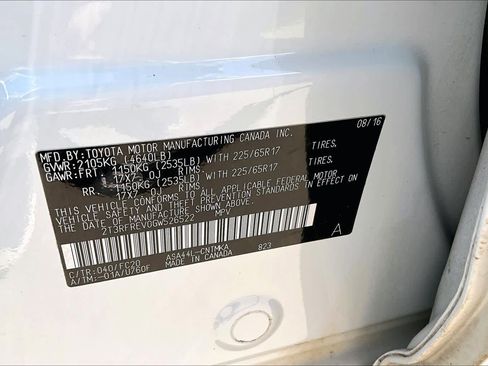 MFD.BY:TOYOTA MOTOR MANUFACTURING CANADA INC. 08/16
GVWR:2105KG (4640LB)
GAWR:FRT. 1150KG (2535LB) WITH 225/65R17 TIRES,
17X7 0J RIMS.
RR. 1160KG (2535LB) WITH 225/65R17 TIRES,
17X7 0J RIMS.
THIS VEHICLE CONFORMS TO ALL APPLICABLE FEDERAL MOTOR
VEHICLE SAFETY AND THEFT PREVENTION STANDARDS IN EFFECT
ON THE DATE OF MANUFACTURE SHOWN ABOVE.
2T3RFREV0GW526522 MPV
A
C/TR:040/FC20 ASA44L-CNTMKA
A/TM:-01A/U760F MADE IN CANADA 823